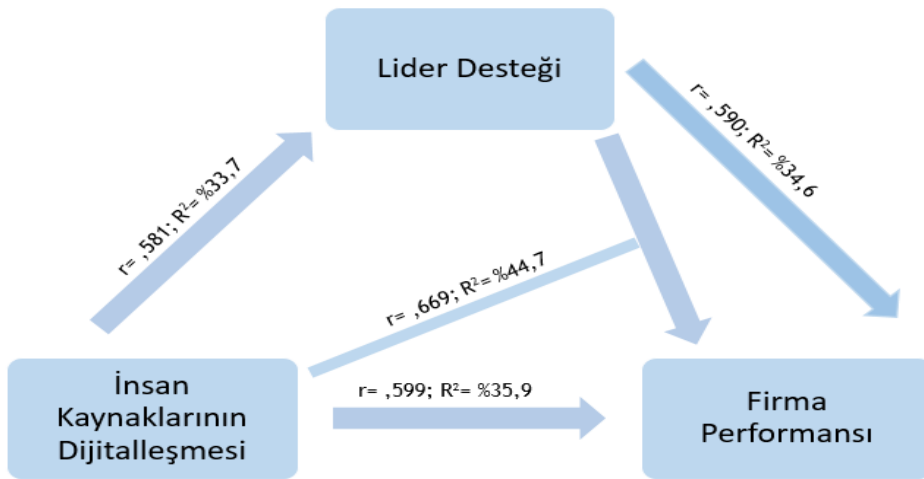 Lider Desteği
r= ,590; R²= %34,6
r= ,581; R²= %33,7
r= ,669; R²= %44,7
r= ,599; R²= %35,9
İnsan
Kaynaklarının
Dijitalleşmesi
Firma
Performansı